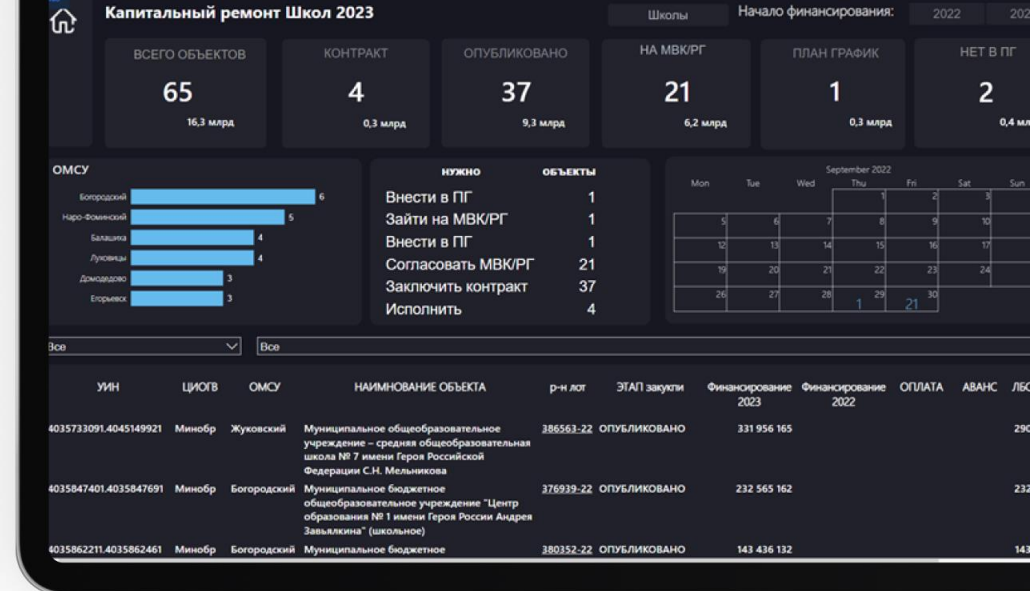 Капитальный ремонт Школ 2023
Школы
Начало финансирования:
2022
202
ВСЕГО ОБЪЕКТОВ
65
16,3 млрд
КОНТРАКТ
4
0,3 млрд
ОПУБЛИКОВАНО
37
9,3 млрд
НА МВК/РГ
21
6,2 млрд
ПЛАН ГРАФИК
1
0,3 млрд
НЕТ В ПГ
2
0,4 мл
ОМСУ
Богородский 6
Наро-Фоминский 5
Балашиха 4
Луховицы 4
Домодедово 3
Егорьевск 3
НУЖНО ОБЪЕКТЫ
Внести в ПГ 1
Зайти на МВК/РГ 1
Внести в ПГ 1
Согласовать МВК/РГ 21
Заключить контракт 37
Исполнить 4
September 2022
Mon Tue Wed Thu Fri Sat Sun
1 2 3
5 6 7 8 9 10
12 13 14 15 16 17
19 20 21 22 23 24
26 27 28 29 30
1 21
Все
Все
УИН ЦИОГВ ОМСУ НАИМНОВАНИЕ ОБЪЕКТА р-н лот ЭТАП закупки Финансирование 2023 Финансирование 2022 ОПЛАТА АВАНС ЛБО
4035733091.4045149921 Минобр Жуковский Муниципальное общеобразовательное 386563-22 ОПУБЛИКОВАНО 331 956 165 290
учреждение – средняя общеобразовательная
школа № 7 имени Героя Российской
Федерации С.Н. Мельникова
4035847401.4035847691 Минобр Богородский Муниципальное бюджетное 376939-22 ОПУБЛИКОВАНО 232 565 162 232
общеобразовательное учреждение "Центр
образования № 1 имени Героя России Андрея
Завьялкина" (школьное)
4035862211.4035862461 Минобр Богородский Муниципальное бюджетное 380352-22 ОПУБЛИКОВАНО 143 436 132 143